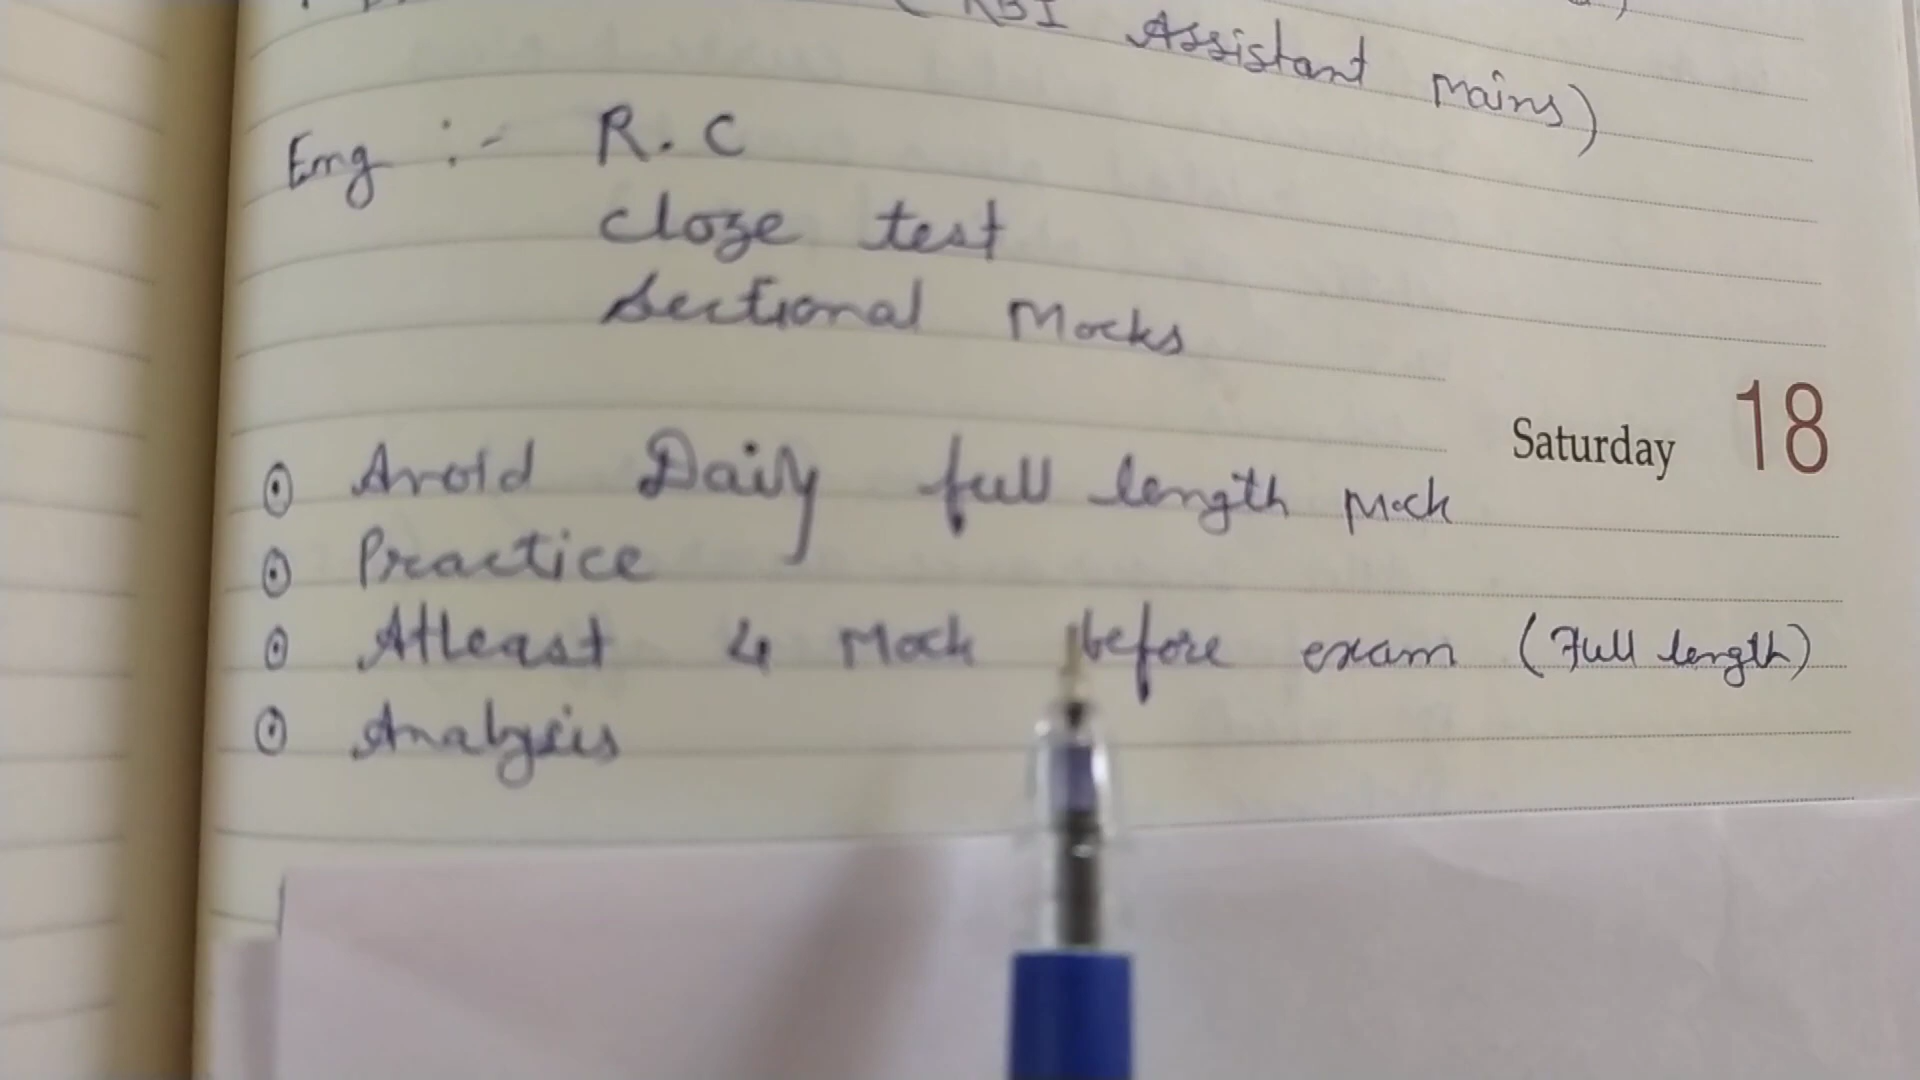 (RBI Assistant Mains)
Eng :- R.C
Cloze test
Sectional Mocks
Saturday 18
Avoid Daily full length Mock
Practice
Atleast 4 Mock before exam (Full length)
Analysis